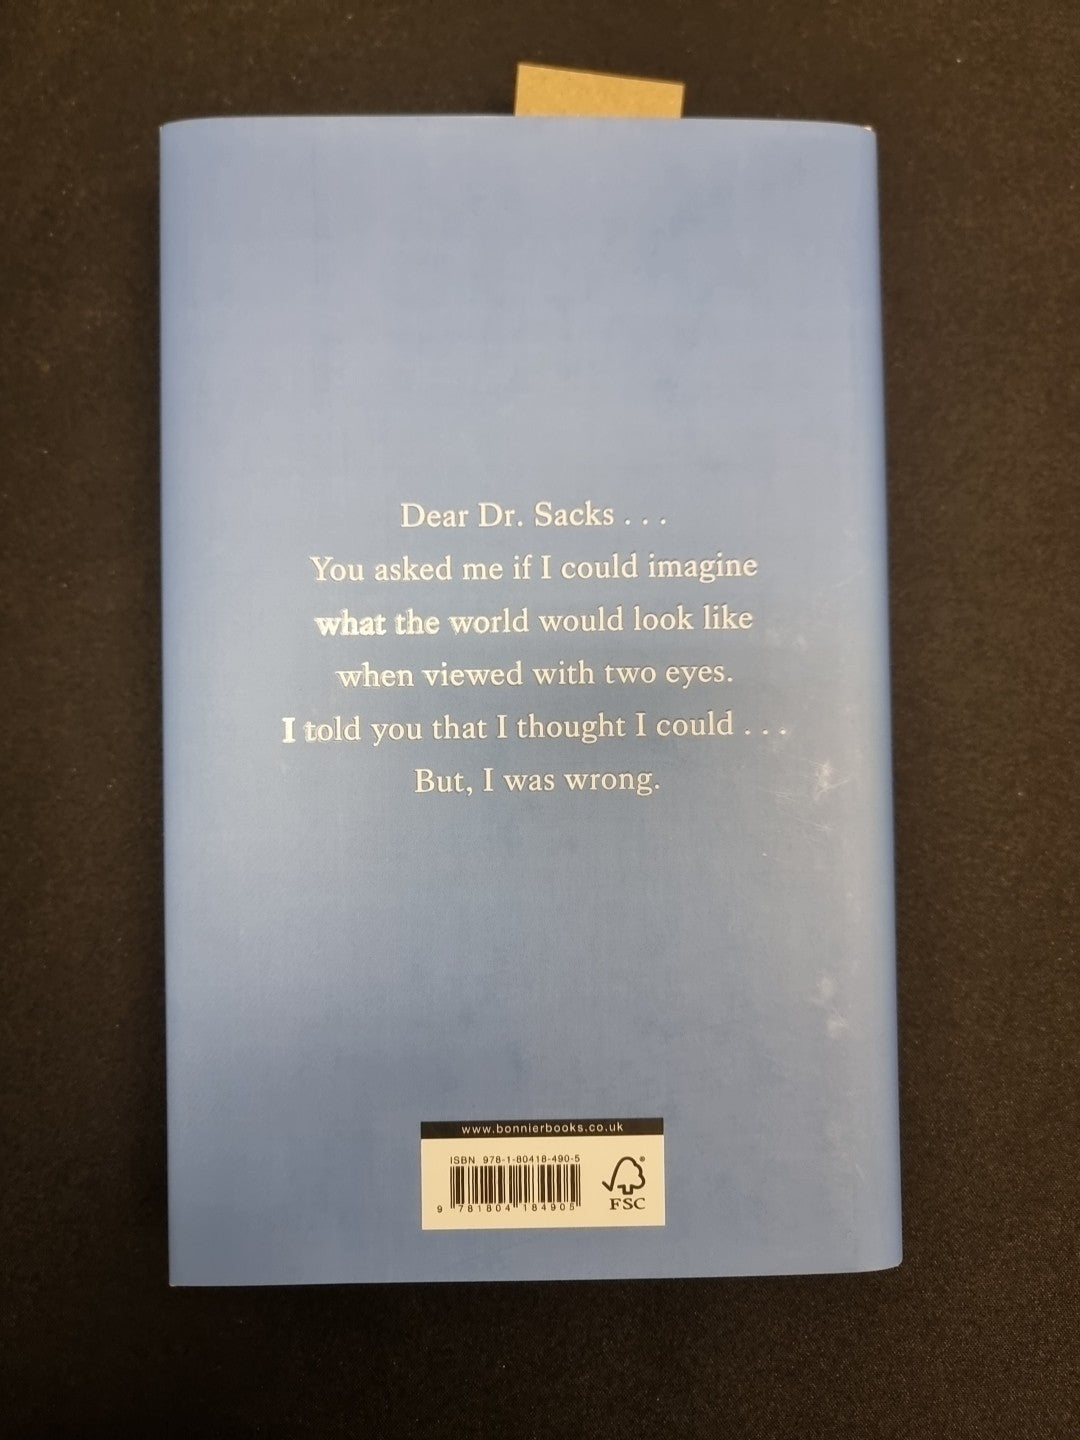 Dear Dr. Sacks . . .
You asked me if I could imagine
what the world would look like
when viewed with two eyes.
I told you that I thought I could . . .
But, I was wrong.
www.bonnierbooks.co.uk
ISBN 978-1-80418-490-5
9 781804 184905
FSC®